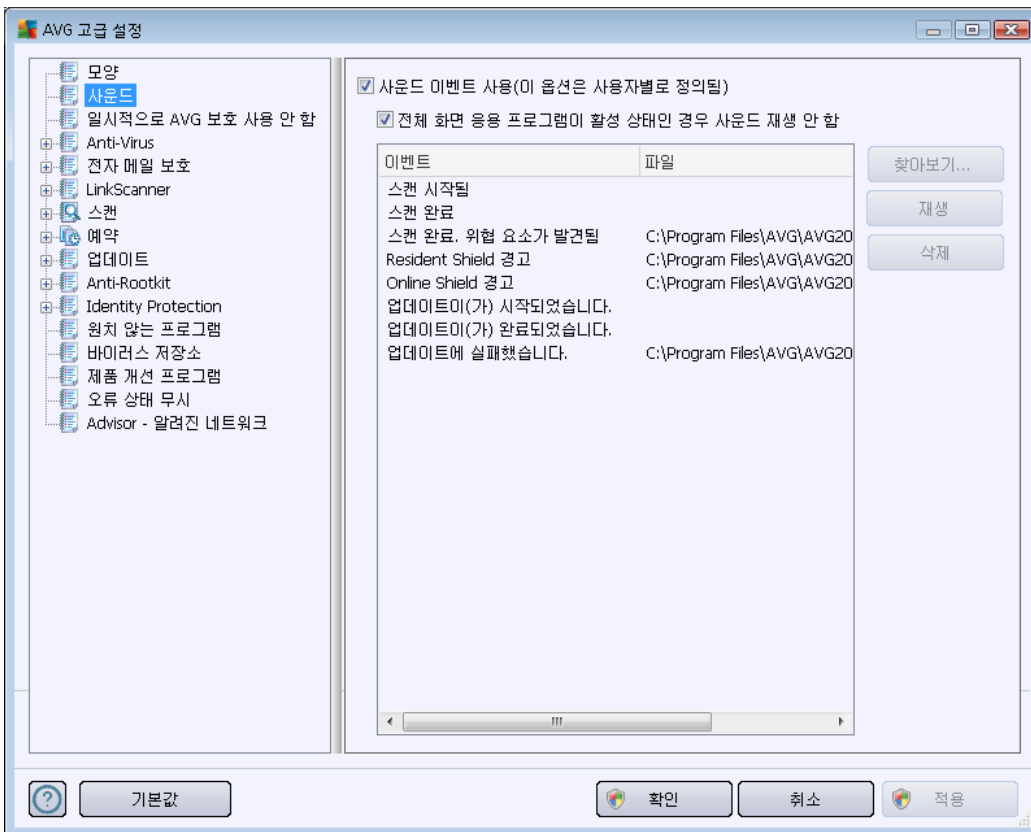 AVG 고급 설정
모양
사운드
일시적으로 AVG 보호 사용 안 함
Anti-Virus
전자 메일 보호
LinkScanner
스캔
예약
업데이트
Anti-Rootkit
Identity Protection
원치 않는 프로그램
바이러스 저장소
제품 개선 프로그램
오류 상태 무시
Advisor - 알려진 네트워크
사운드 이벤트 사용(이 옵션은 사용자별로 정의됨)
전체 화면 응용 프로그램이 활성 상태인 경우 사운드 재생 안 함
이벤트 파일
스캔 시작됨
스캔 완료
스캔 완료. 위협 요소가 발견됨 C:\Program Files\AVG\AVG20
Resident Shield 경고 C:\Program Files\AVG\AVG20
Online Shield 경고 C:\Program Files\AVG\AVG20
업데이트이(가) 시작되었습니다.
업데이트이(가) 완료되었습니다.
업데이트에 실패했습니다. C:\Program Files\AVG\AVG20
찾아보기...
재생
삭제
기본값
확인
취소
적용